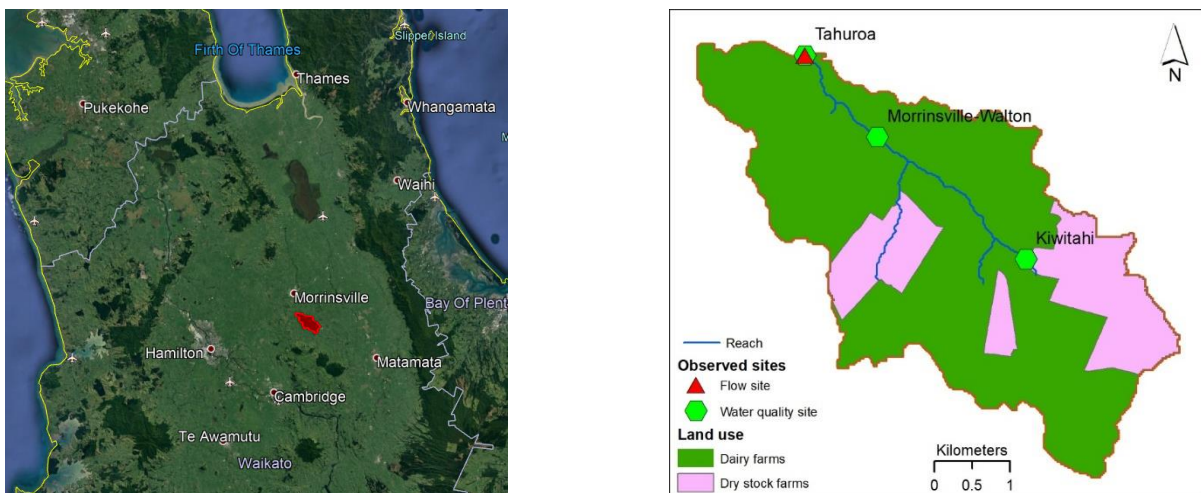 Slipper Island
Firth Of Thames
Thames
Pukekohe
Whangamata
Waihi
Morrinsville
Bay Of Plent
Hamilton
Matamata
Cambridge
Te Awamutu
Waikato
Tahuroa
N
Morrinsville-Walton
Kiwitahi
Reach
Observed sites
Flow site
Water quality site
Land use
Dairy farms
Dry stock farms
Kilometers
0 0.5 1